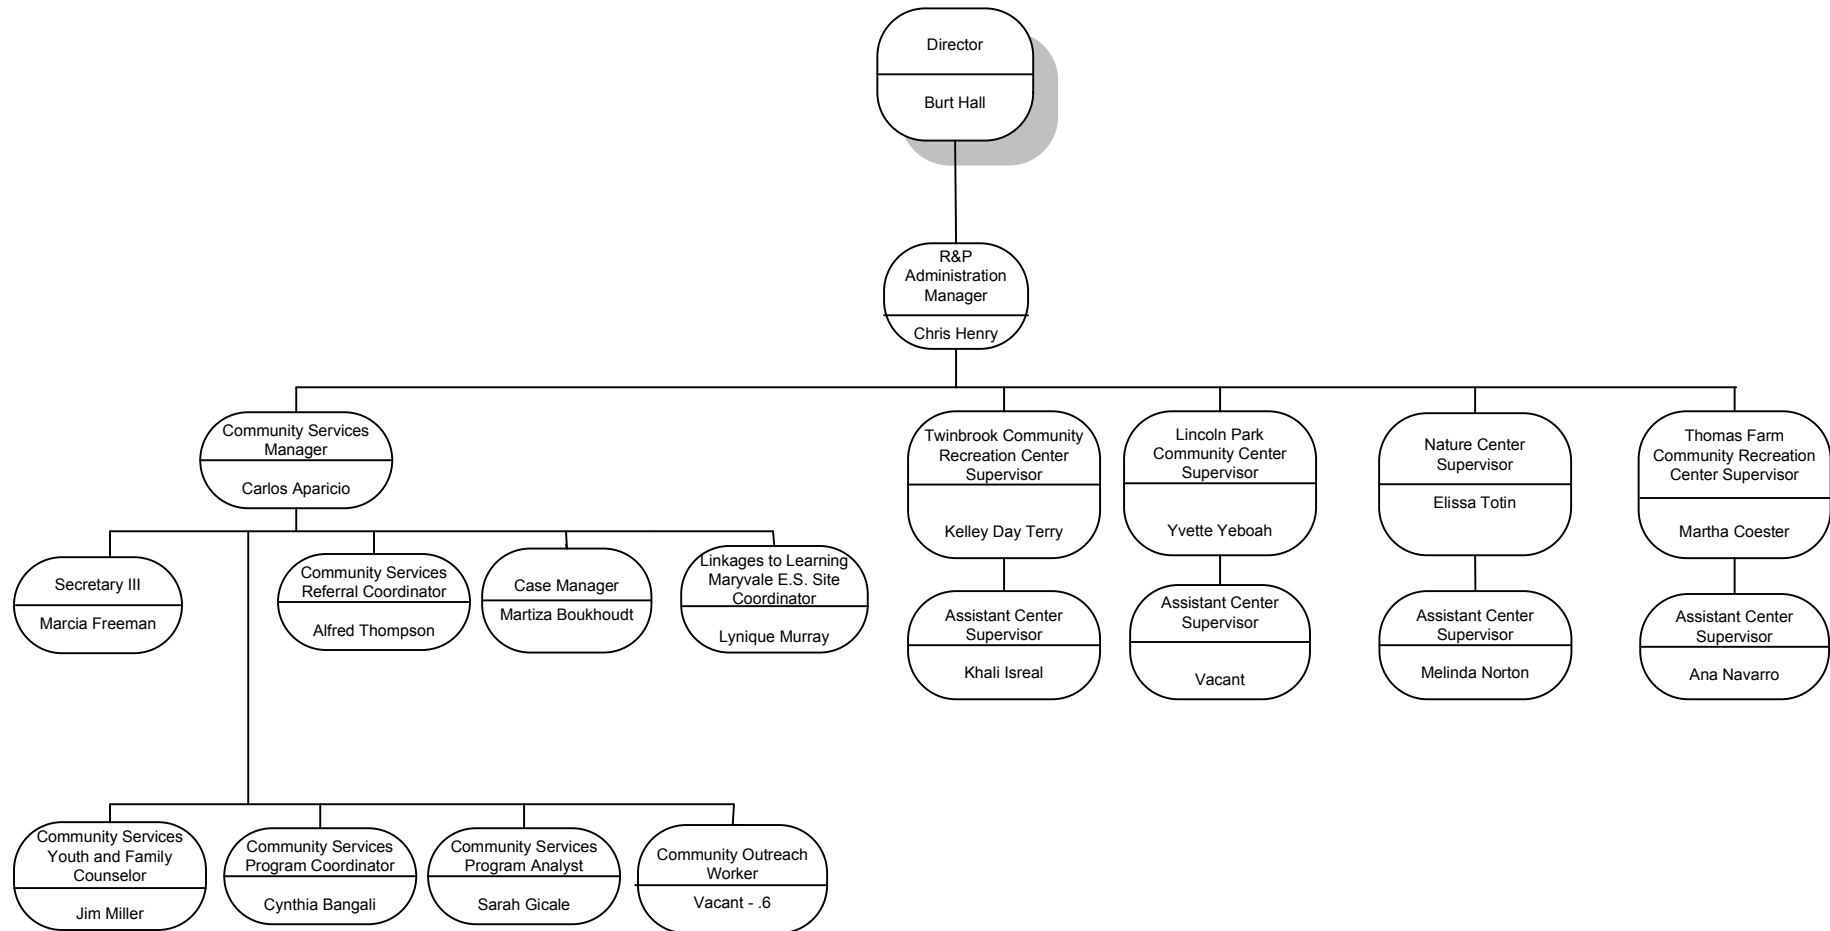 Director
Burt Hall
R&P
Administration
Manager
Chris Henry
Community Services
Manager
Carlos Aparicio
Twinbrook Community
Recreation Center
Supervisor
Kelley Day Terry
Lincoln Park
Community Center
Supervisor
Yvette Yeboah
Nature Center
Supervisor
Elissa Totin
Thomas Farm
Community Recreation
Center Supervisor
Martha Coester
Secretary III
Marcia Freeman
Community Services
Referral Coordinator
Alfred Thompson
Case Manager
Martiza Boukhoudt
Linkages to Learning
Maryvale E.S. Site
Coordinator
Lynique Murray
Assistant Center
Supervisor
Khali Isreal
Assistant Center
Supervisor
Vacant
Assistant Center
Supervisor
Melinda Norton
Assistant Center
Supervisor
Ana Navarro
Community Services
Youth and Family
Counselor
Jim Miller
Community Services
Program Coordinator
Cynthia Bangali
Community Services
Program Analyst
Sarah Gicale
Community Outreach
Worker
Vacant - .6